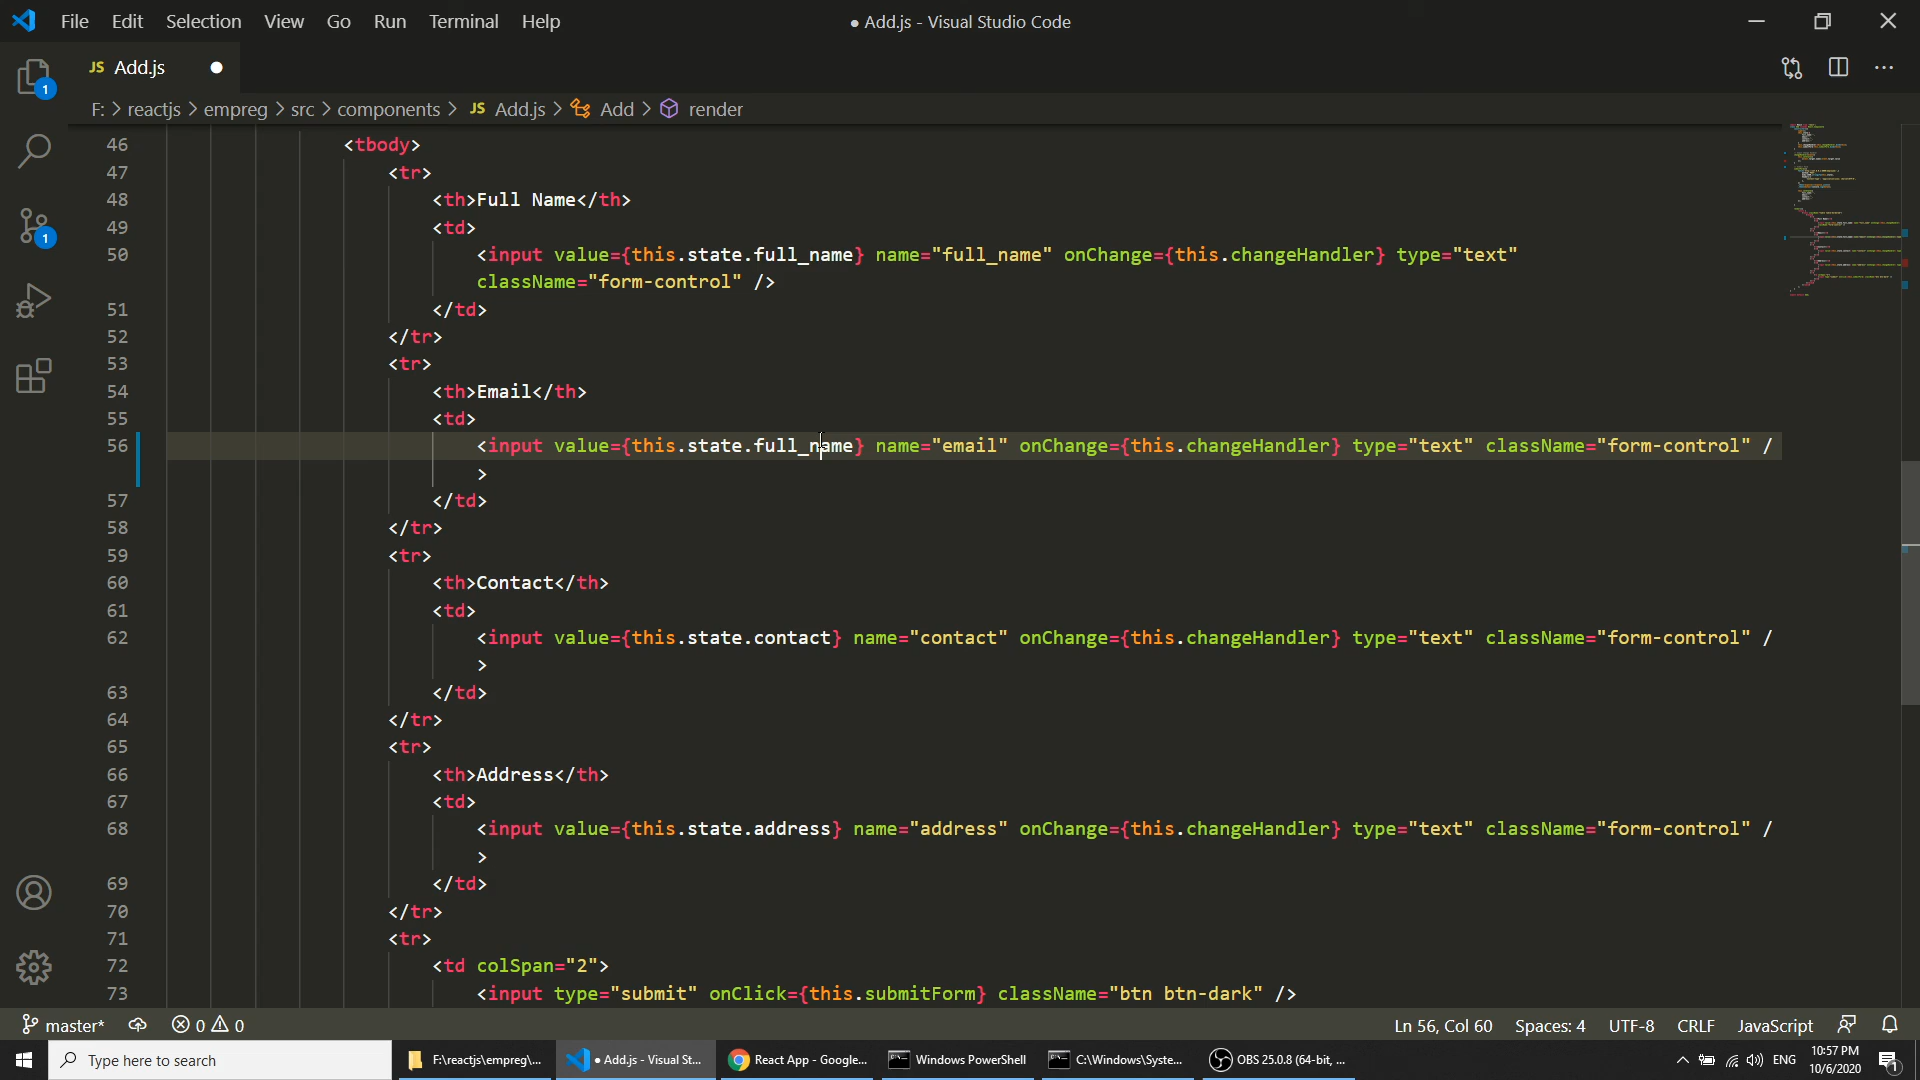 File Edit Selection View Go Run Terminal Help
● Add.js - Visual Studio Code
JS Add.js
F: > reactjs > empreg > src > components > JS Add.js > Add > render
46 <tbody>
47 <tr>
48 <th>Full Name</th>
49 <td>
50 <input value={this.state.full_name} name="full_name" onChange={this.changeHandler} type="text"
className="form-control" />
51 </td>
52 </tr>
53 <tr>
54 <th>Email</th>
55 <td>
56 <input value={this.state.full_name} name="email" onChange={this.changeHandler} type="text" className="form-control" /
>
57 </td>
58 </tr>
59 <tr>
60 <th>Contact</th>
61 <td>
62 <input value={this.state.contact} name="contact" onChange={this.changeHandler} type="text" className="form-control" /
>
63 </td>
64 </tr>
65 <tr>
66 <th>Address</th>
67 <td>
68 <input value={this.state.address} name="address" onChange={this.changeHandler} type="text" className="form-control" /
>
69 </td>
70 </tr>
71 <tr>
72 <td colSpan="2">
73 <input type="submit" onClick={this.submitForm} className="btn btn-dark" />
1
1
master* 0 0 Ln 56, Col 60 Spaces: 4 UTF-8 CRLF JavaScript
Type here to search
F:\reactjs\empreg\...
● Add.js - Visual St...
React App - Google...
Windows PowerShell
C:\Windows\Syste...
OBS 25.0.8 (64-bit, ...
ENG
10:57 PM
10/6/2020
1